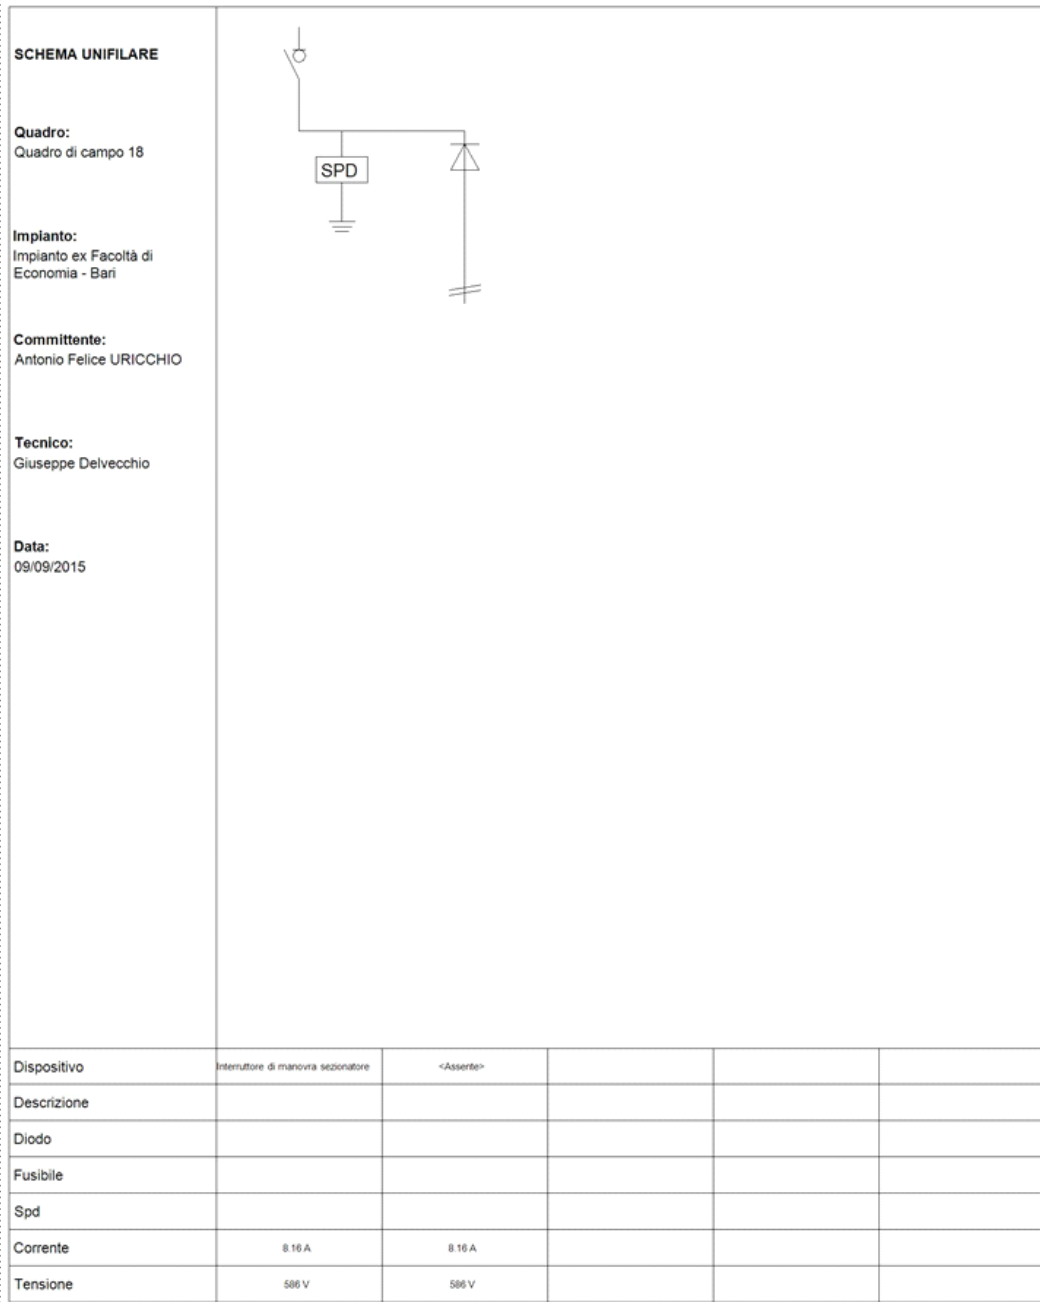 SCHEMA UNIFILARE
Quadro:
Quadro di campo 18
Impianto:
Impianto ex Facoltà di
Economia - Bari
Committente:
Antonio Felice URICCHIO
Tecnico:
Giuseppe Delvecchio
Data:
09/09/2015
SPD
Dispositivo Interruttore di manovra sezionatore <Assente>
Descrizione
Diodo
Fusibile
Spd
Corrente 8.16 A 8.16 A
Tensione 586 V 586 V